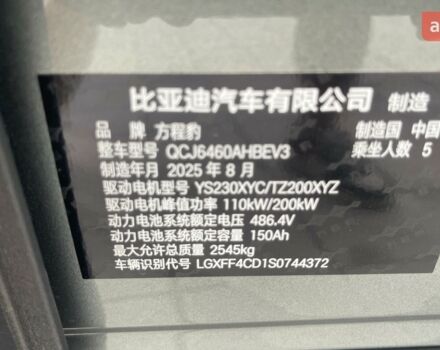 a
比亚迪汽车有限公司 制造
品 牌 方程豹 制造国 中国
整车型号 QCJ6460AHBEV3 乘坐人数 5
制造年月 2025 年 8 月
驱动电机型号 YS230XYC/TZ200XYZ
驱动电机峰值功率 110kW/200kW
动力电池系统额定电压 486.4V
动力电池系统额定容量 150Ah
最大允许总质量 2545kg
车辆识别代号 LGXFF4CD1S0744372